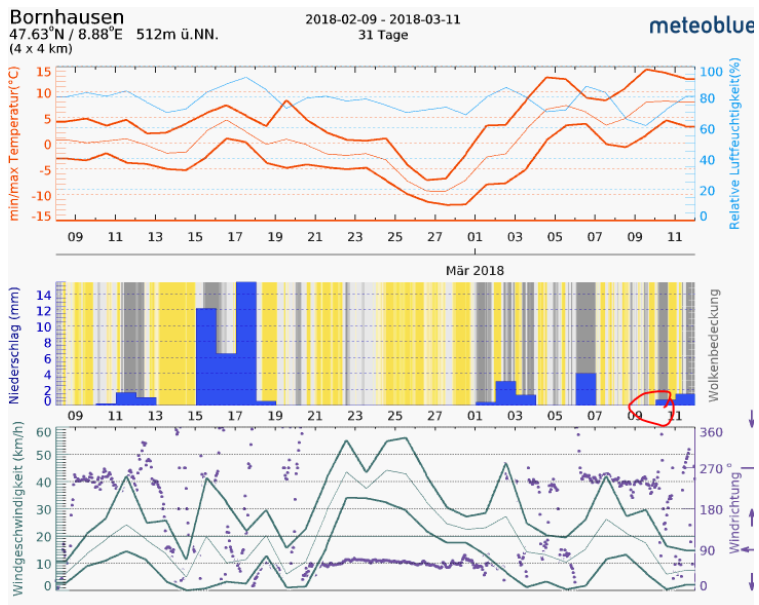 Bornhausen
47.63°N / 8.88°E 512m ü.NN.
(4 x 4 km)
2018-02-09 - 2018-03-11
31 Tage
meteoblue
min/max Temperatur(°C)
15
10
5
0
-5
-10
-15
100
80
60
40
20
0
Relative Luftfeuchtigkeit(%)
09 11 13 15 17 19 21 23 25 27 01 03 05 07 09 11
Mär 2018
Niederschlag (mm)
14
12
10
8
6
4
2
0
Wolkenbedeckung
09 11 13 15 17 19 21 23 25 27 01 03 05 07 09 11
Windgeschwindigkeit (km/h)
60
50
40
30
20
10
0
360
270
180
90
0
Windrichtung °